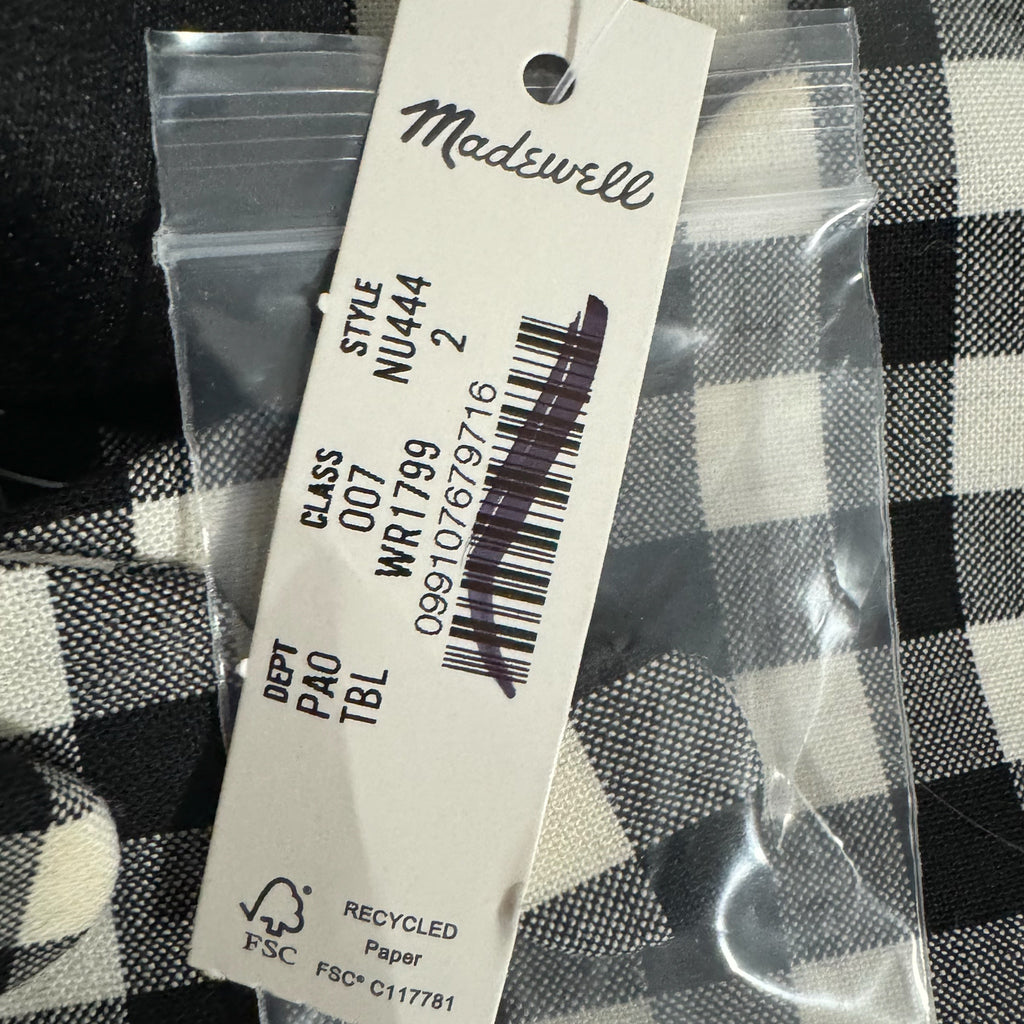 Madewell
DEPT CLASS STYLE
PA0 007 NU444
TBL WR1799 2
099107679716
FSC
RECYCLED
Paper
FSC® C117781